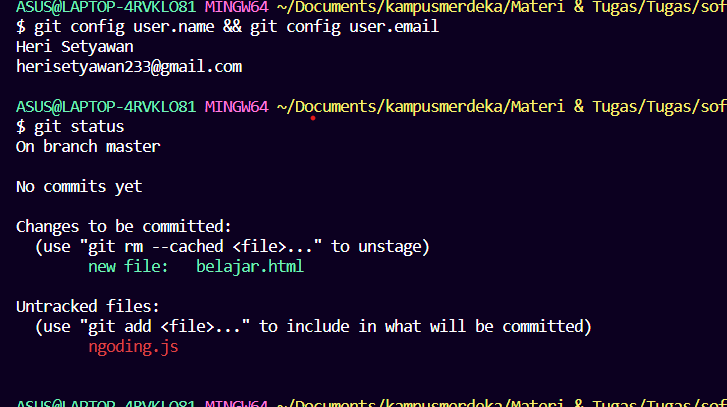 ASUS@LAPTOP-4RVKLO81 MINGW64 ~/Documents/kampusmerdeka/Materi & Tugas/Tugas/sof
$ git config user.name && git config user.email
Heri Setyawan
herisetyawan233@gmail.com
ASUS@LAPTOP-4RVKLO81 MINGW64 ~/Documents/kampusmerdeka/Materi & Tugas/Tugas/sof
$ git status
On branch master
No commits yet
Changes to be committed:
(use "git rm --cached <file>..." to unstage)
new file: belajar.html
Untracked files:
(use "git add <file>..." to include in what will be committed)
ngoding.js
ASUS@LAPTOP-4RVKLO81 MINGW64 ~/Documents/kampusmerdeka/Materi & Tugas/Tugas/sof